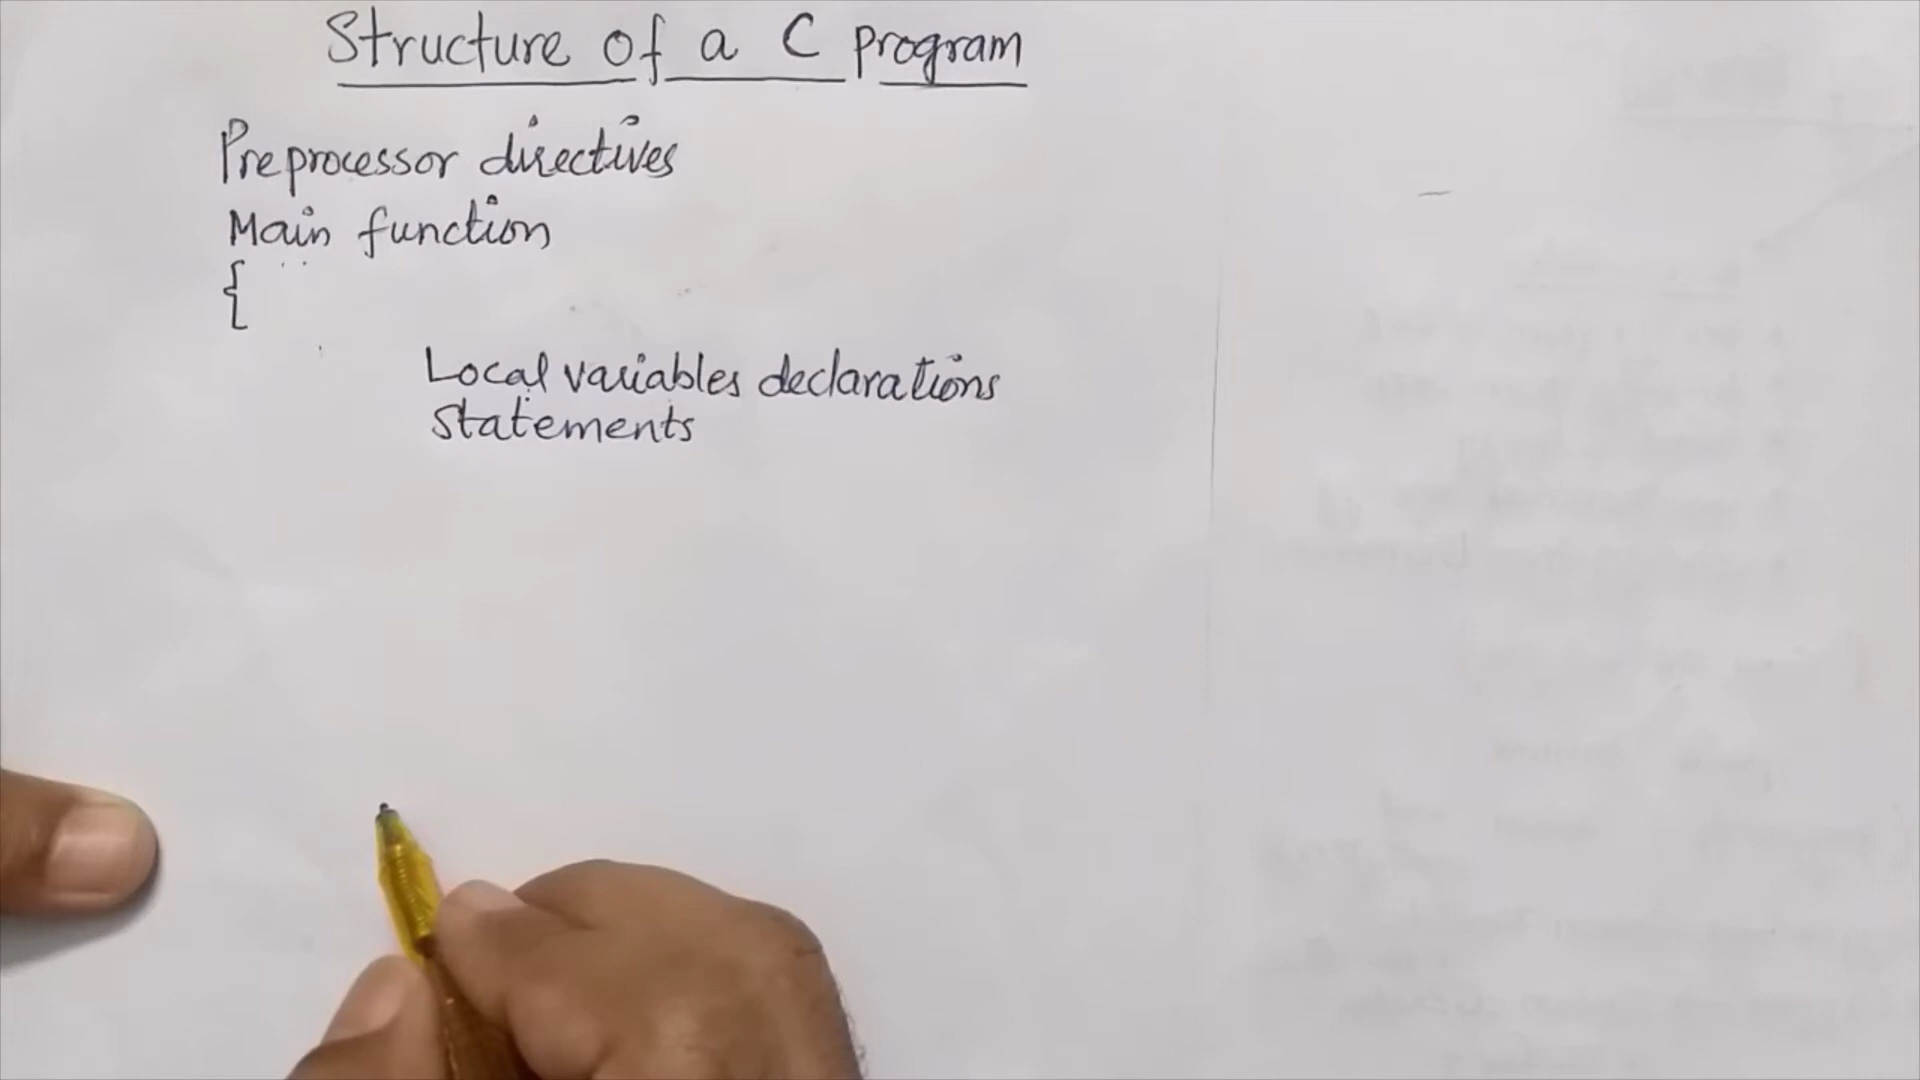 Structure of a C program
Preprocessor directives
Main function
{
Local variables declarations
statements